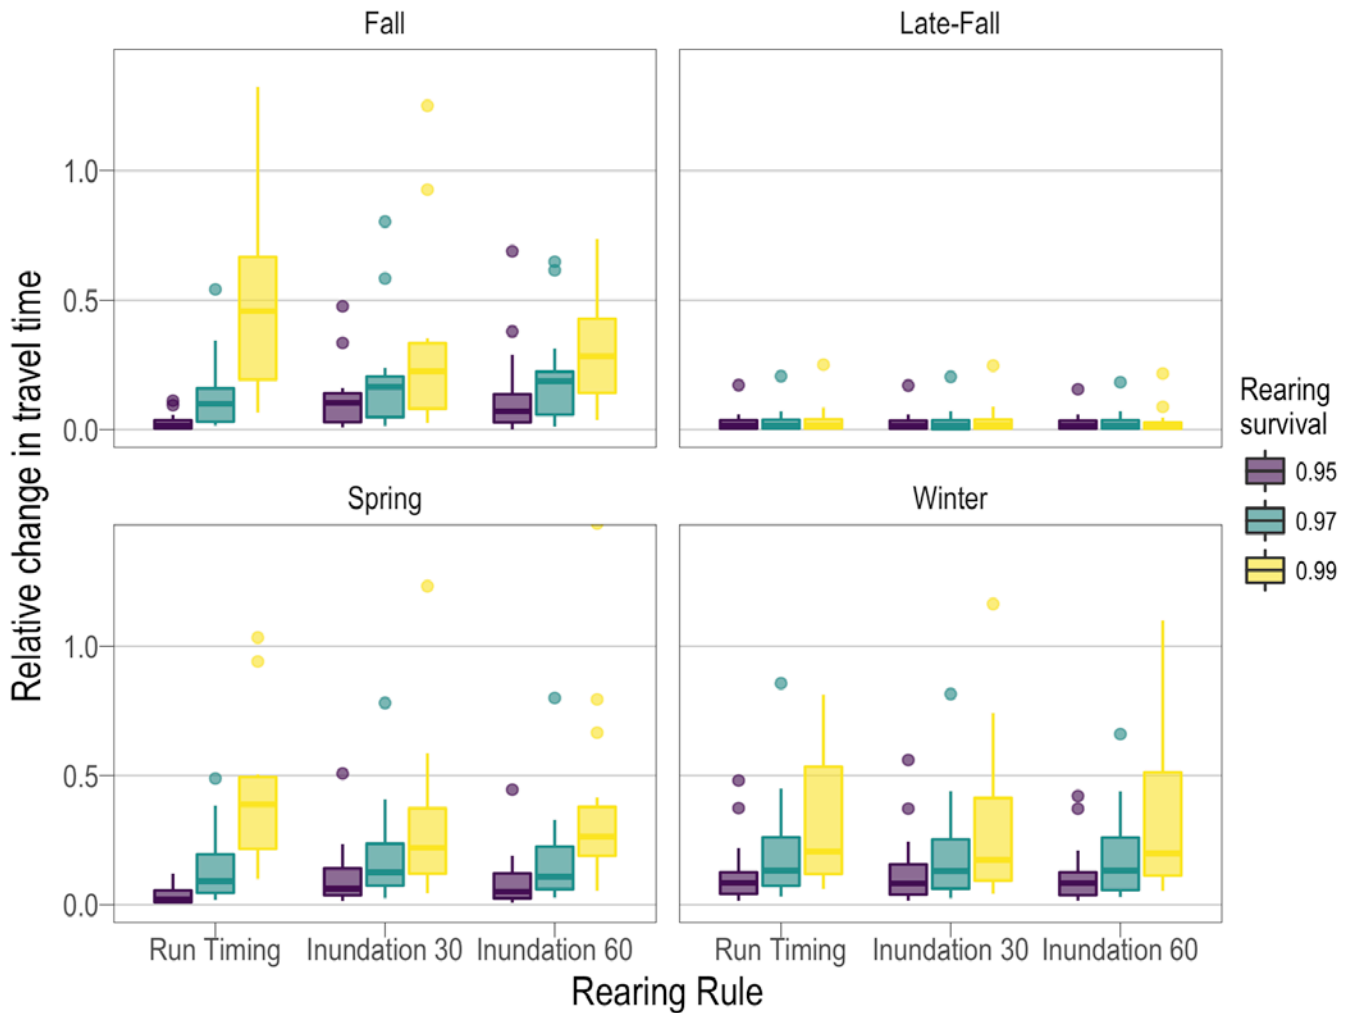 Fall
Late-Fall
1.0
0.5
0.0
Spring
Winter
1.0
0.5
0.0
Run Timing Inundation 30 Inundation 60
Run Timing Inundation 30 Inundation 60
Rearing Rule
Relative change in travel time
Rearing
survival
0.95
0.97
0.99